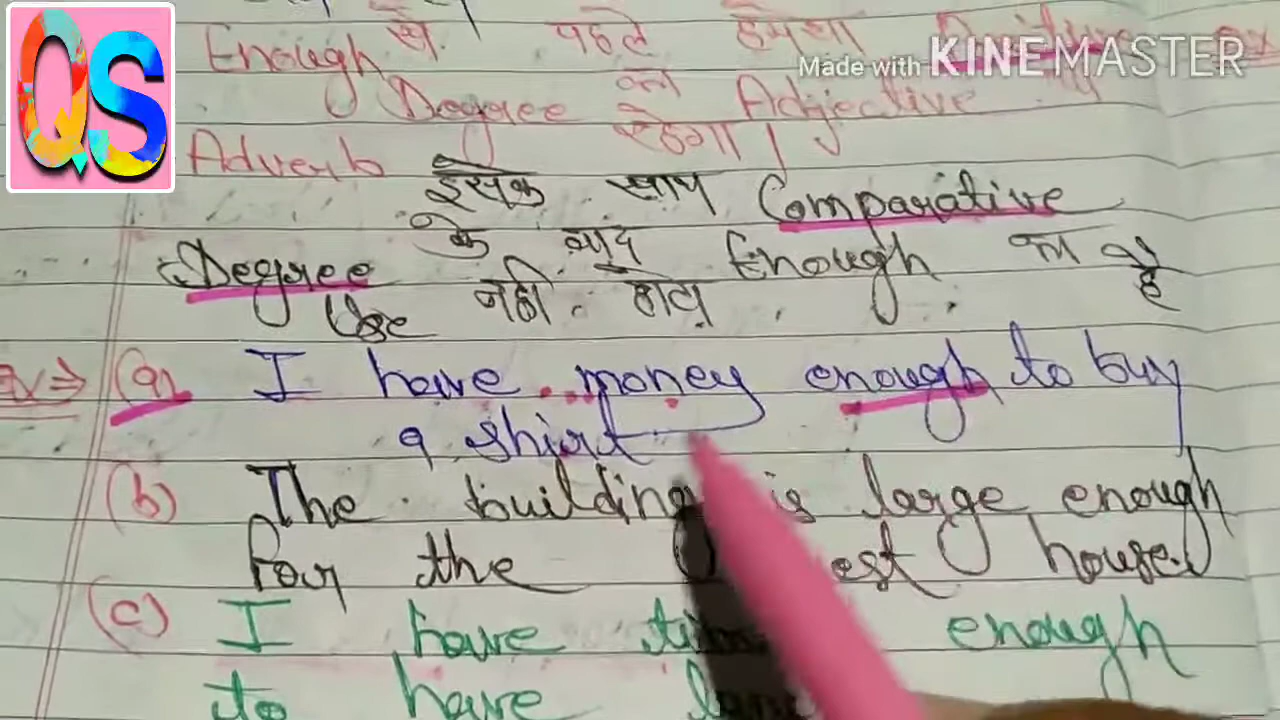 QS
Made with KINEMASTER
Enough से पहले हमेशा
Degree का Adjective
Adverb रहेगा।
इसके साथ Comparative
Degree के बाद Enough का
Use नहीं होता है
Ex ⇒ (a) I have money enough to buy
a shirt
(b) The building is large enough
for the house.
(c) I have enough
to have